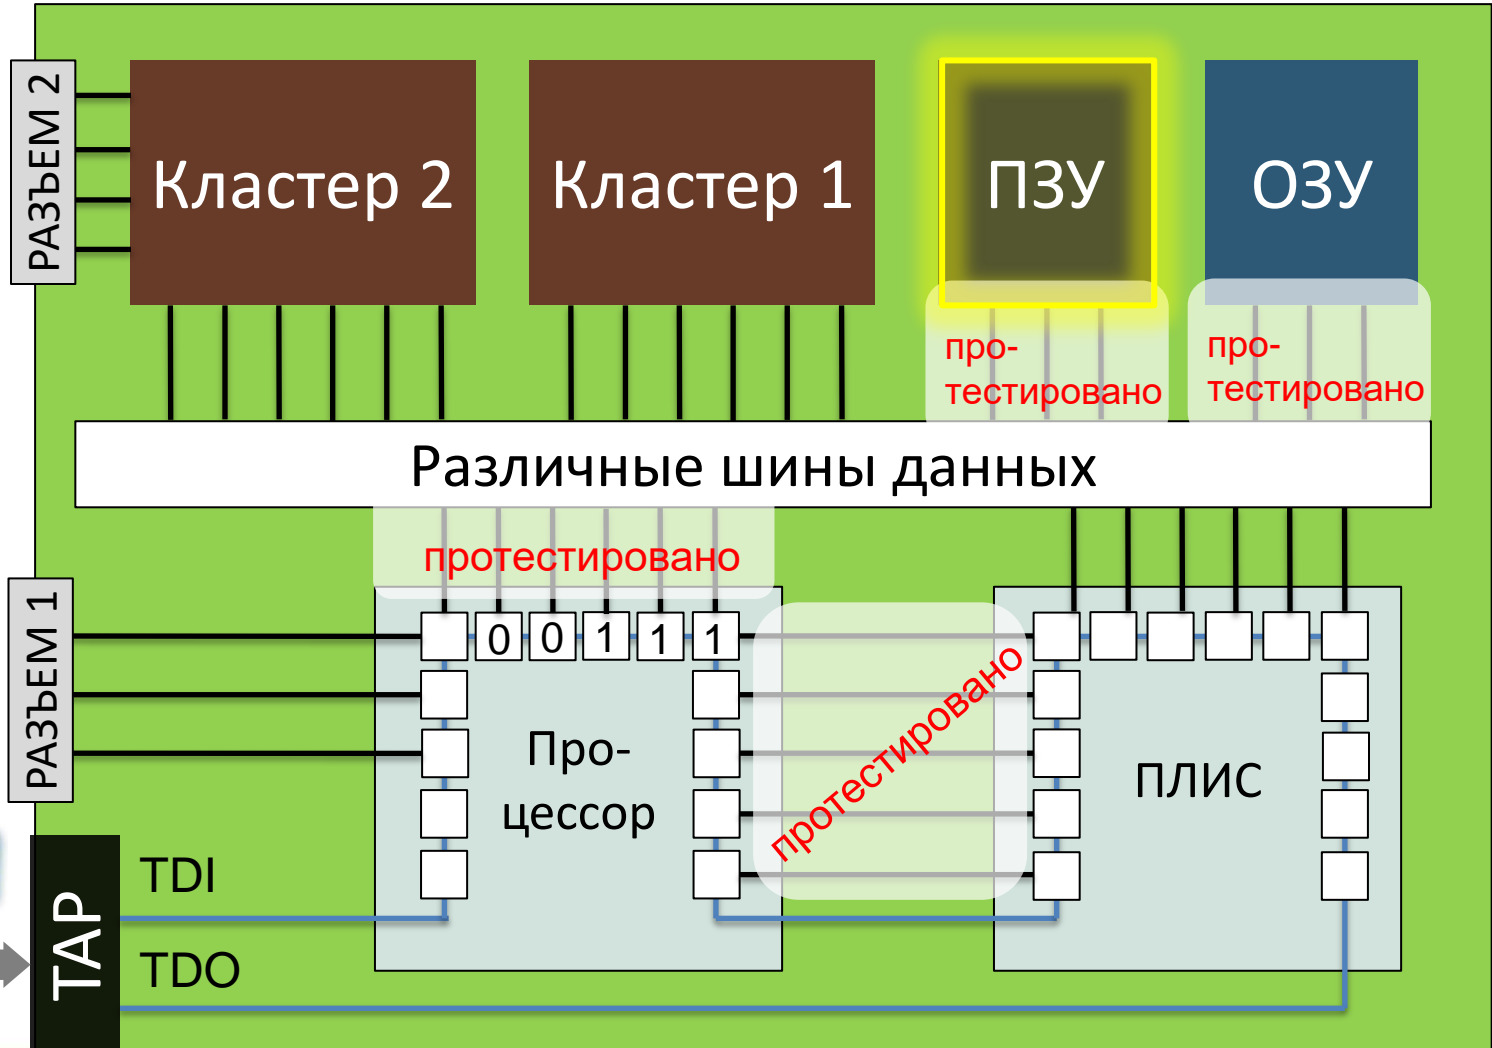 РАЗЪЕМ 2
Кластер 2
Кластер 1
ПЗУ
ОЗУ
про-
тестировано
про-
тестировано
Различные шины данных
протестировано
РАЗЪЕМ 1
0 0 1 1 1
протестировано
Про-
цессор
ПЛИС
TAP
TDI
TDO